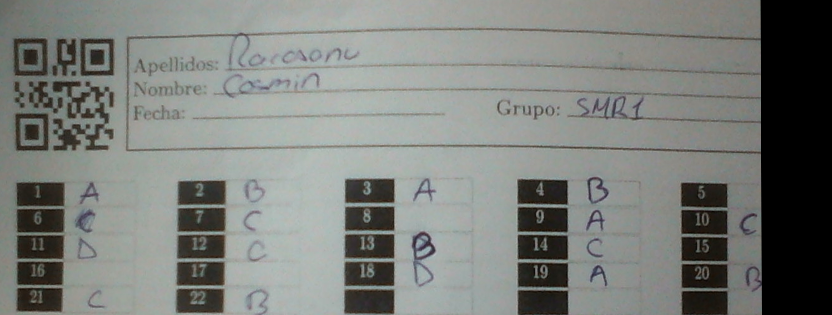 Apellidos: Racasanu
Nombre: Cosmin
Fecha:
Grupo: SMR1
1 A 2 B 3 A 4 B 5
6 C 7 C 8 9 A 10 C
11 D 12 C 13 B 14 C 15
16 17 18 D 19 A 20 B
21 C 22 B